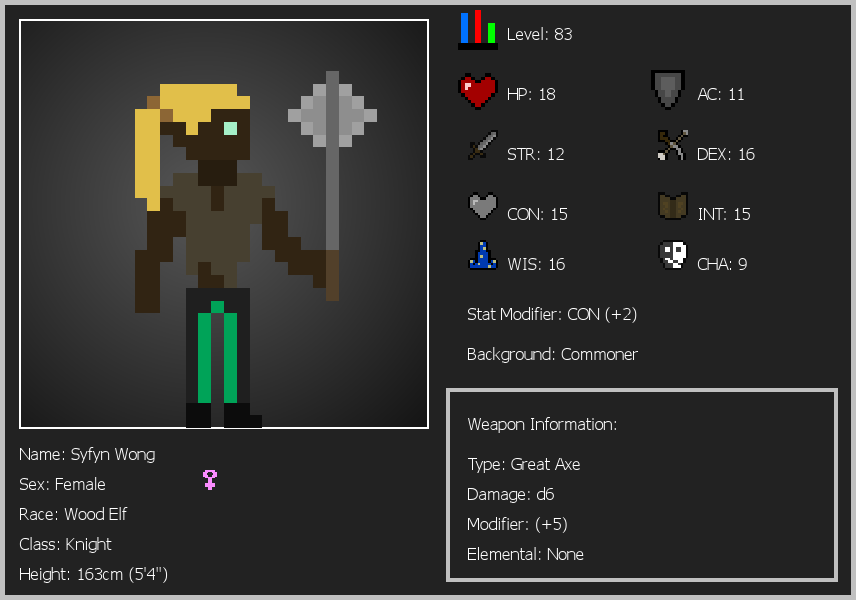 Level: 83
HP: 18
AC: 11
STR: 12
DEX: 16
CON: 15
INT: 15
WIS: 16
CHA: 9
Stat Modifier: CON (+2)
Background: Commoner
Weapon Information:
Type: Great Axe
Damage: d6
Modifier: (+5)
Elemental: None
Name: Syfyn Wong
Sex: Female
Race: Wood Elf
Class: Knight
Height: 163cm (5'4")